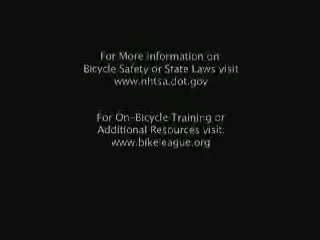 For More Information on
Bicycle Safety or State Laws visit
www.nhtsa.dot.gov
For On-Bicycle Training or
Additional Resources visit:
www.bikeleague.org